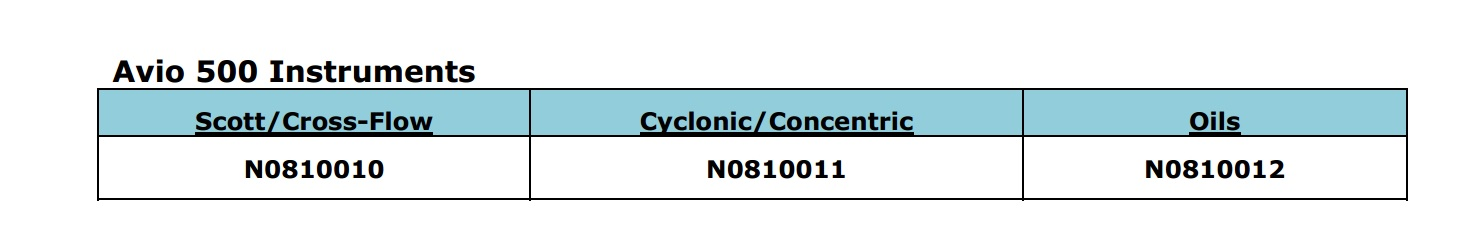 Avio 500 Instruments
Scott/Cross-Flow Cyclonic/Concentric Oils
N0810010 N0810011 N0810012